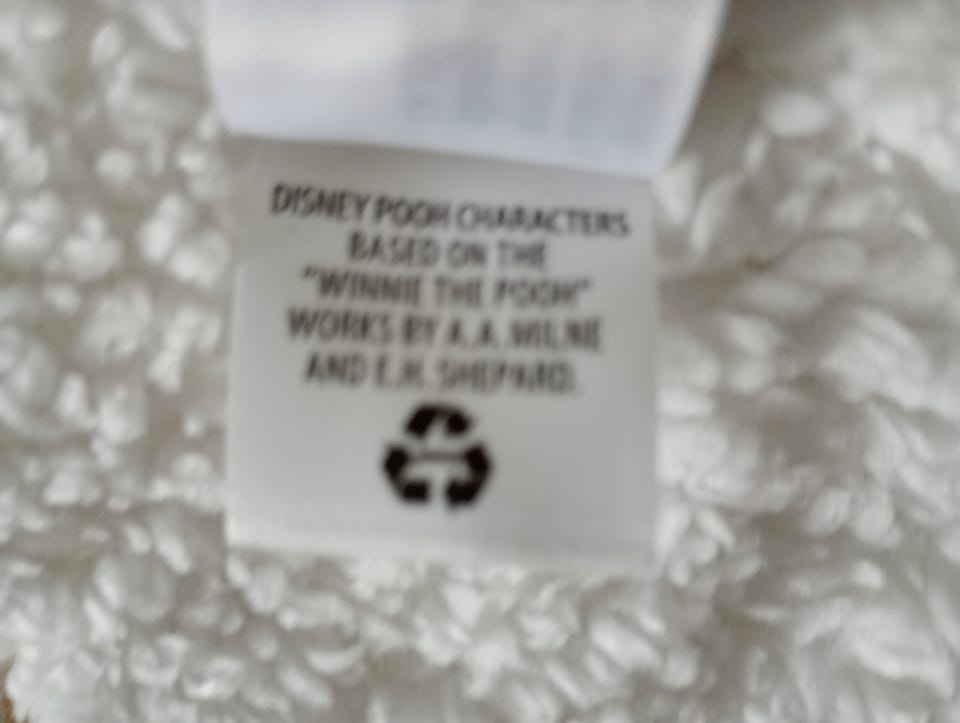 DISNEY POOH CHARACTERS
BASED ON THE
"WINNIE THE POOH"
WORKS BY A.A. MILNE
AND E.H. SHEPARD.